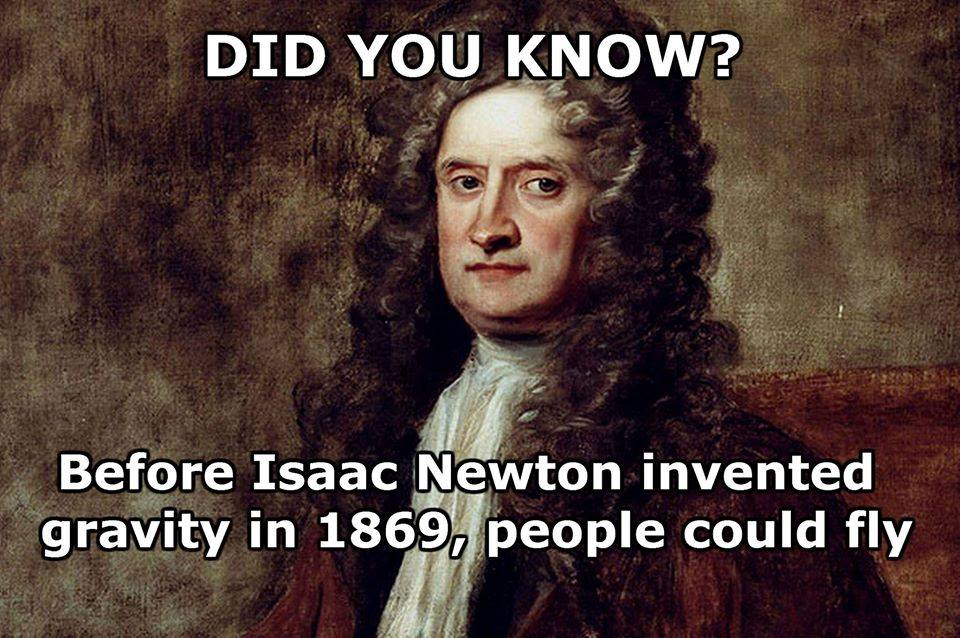 DID YOU KNOW?
Before Isaac Newton invented
gravity in 1869, people could fly